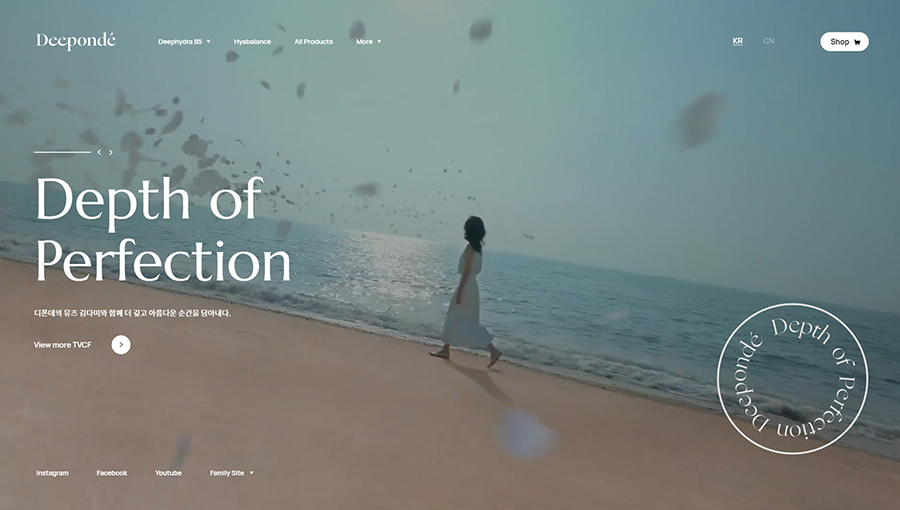 Deepondé
Deephydra B5
Hyabalance
All Products
More
KR
CN
Shop
Depth of
Perfection
디폰데의 뮤즈 김다미와 함께 더 깊고 아름다운 순간을 담아내다.
View more TVCF
Depth of Perfection Deepondé
Instagram
Facebook
Youtube
Family Site